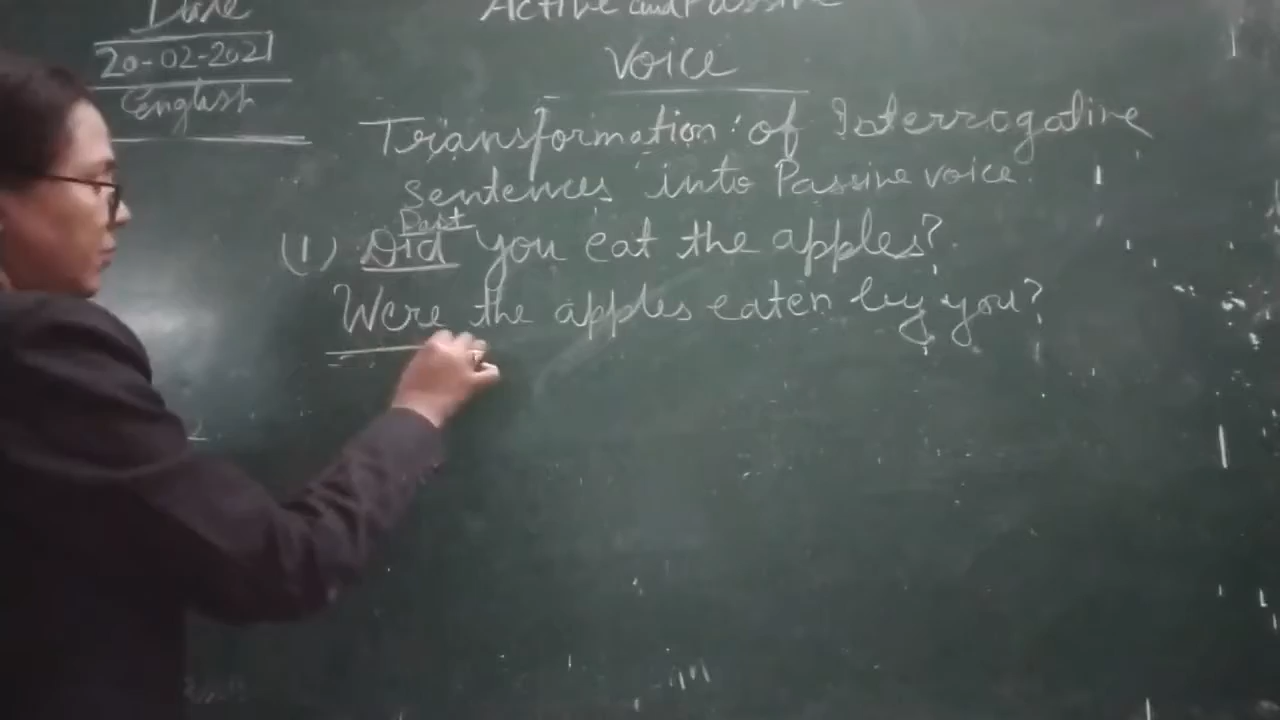 Date
20-02-2021
English
Active and Passive
Voice
Transformation of Interrogative
Sentences into Passive voice
Past
(1) Did you eat the apples?
Were the apples eaten by you?